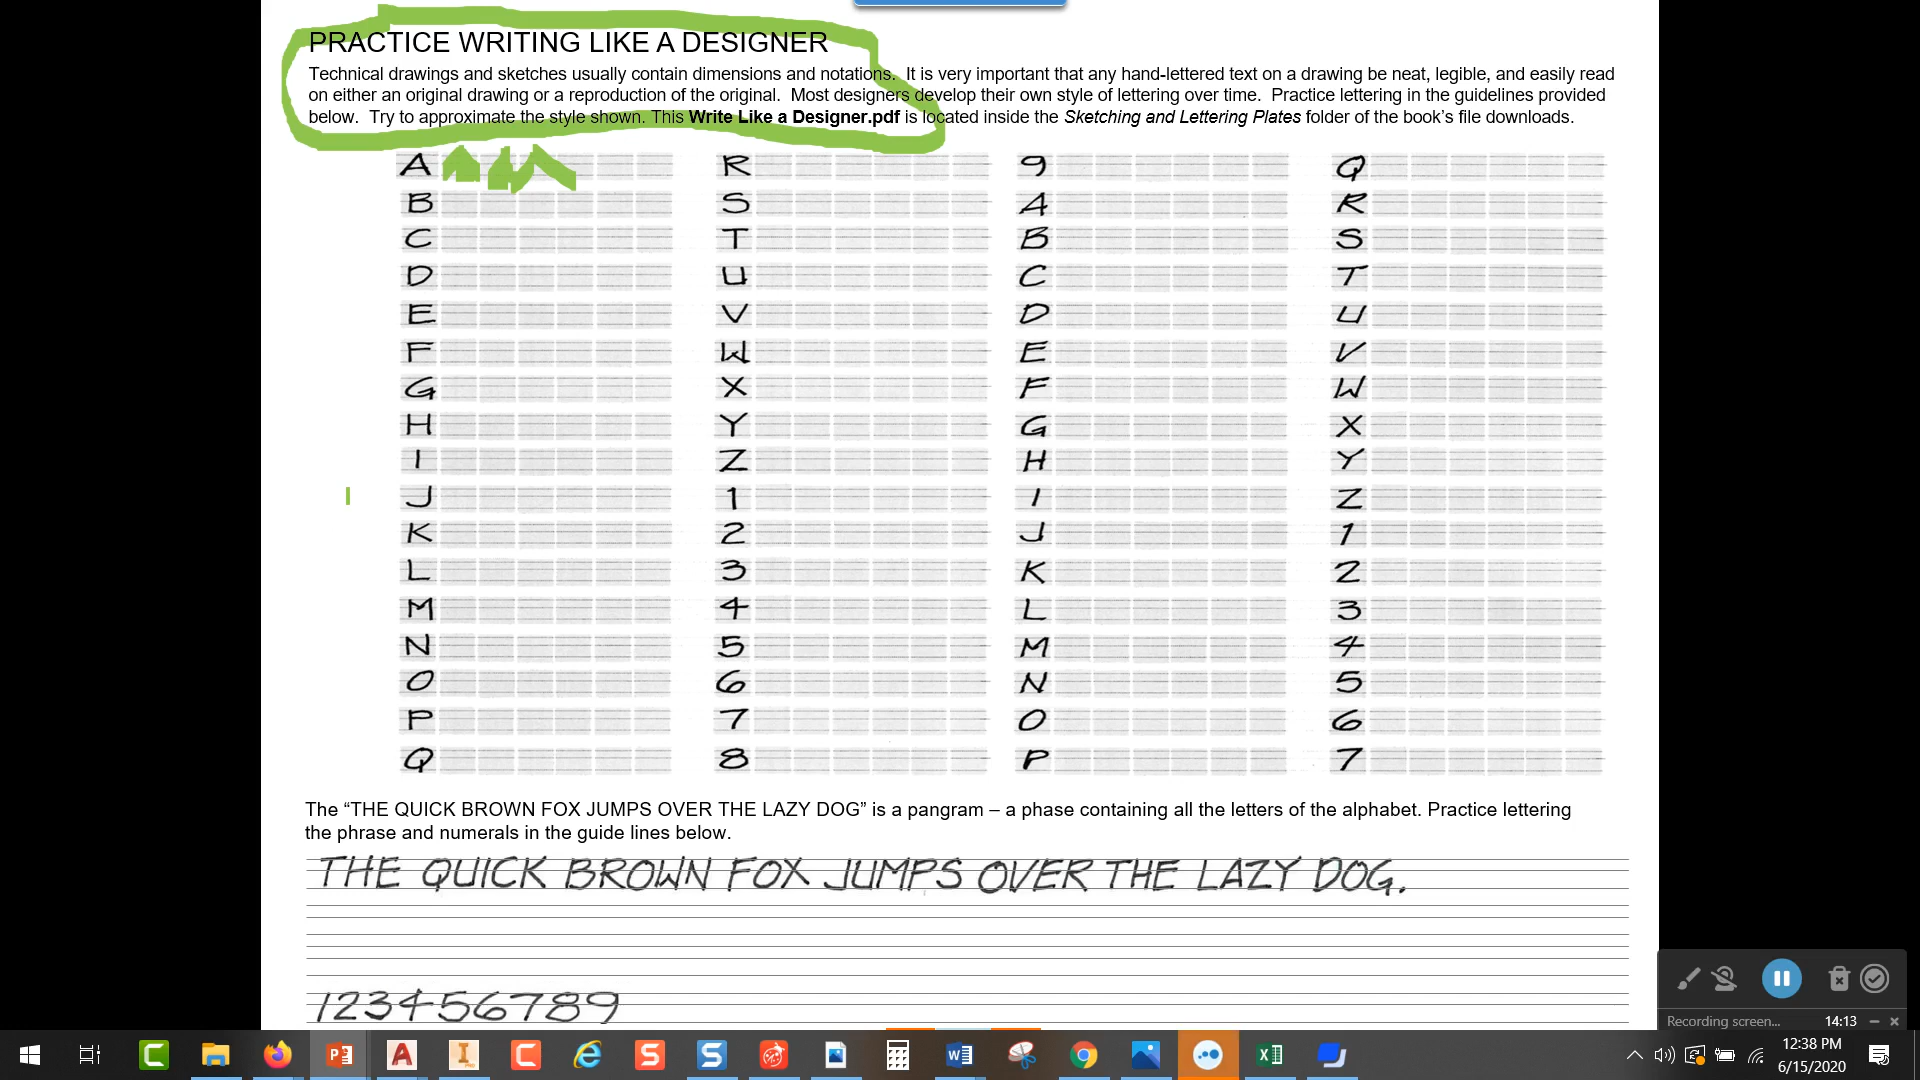 PRACTICE WRITING LIKE A DESIGNER
Technical drawings and sketches usually contain dimensions and notations.  It is very important that any hand-lettered text on a drawing be neat, legible, and easily read
on either an original drawing or a reproduction of the original.  Most designers develop their own style of lettering over time.  Practice lettering in the guidelines provided
below.  Try to approximate the style shown. This Write Like a Designer.pdf is located inside the Sketching and Lettering Plates folder of the book's file downloads.
A R 9 Q
B S A R
C T B S
D U C T
E V D U
F W E V
G X F W
H Y G X
I Z H Y
J 1 I Z
K 2 J 1
L 3 K 2
M 4 L 3
N 5 M 4
O 6 N 5
P 7 O 6
Q 8 P 7
The “THE QUICK BROWN FOX JUMPS OVER THE LAZY DOG” is a pangram – a phase containing all the letters of the alphabet. Practice lettering
the phrase and numerals in the guide lines below.
THE QUICK BROWN FOX JUMPS OVER THE LAZY DOG.
123456789
Recording screen... 14:13
12:38 PM
6/15/2020